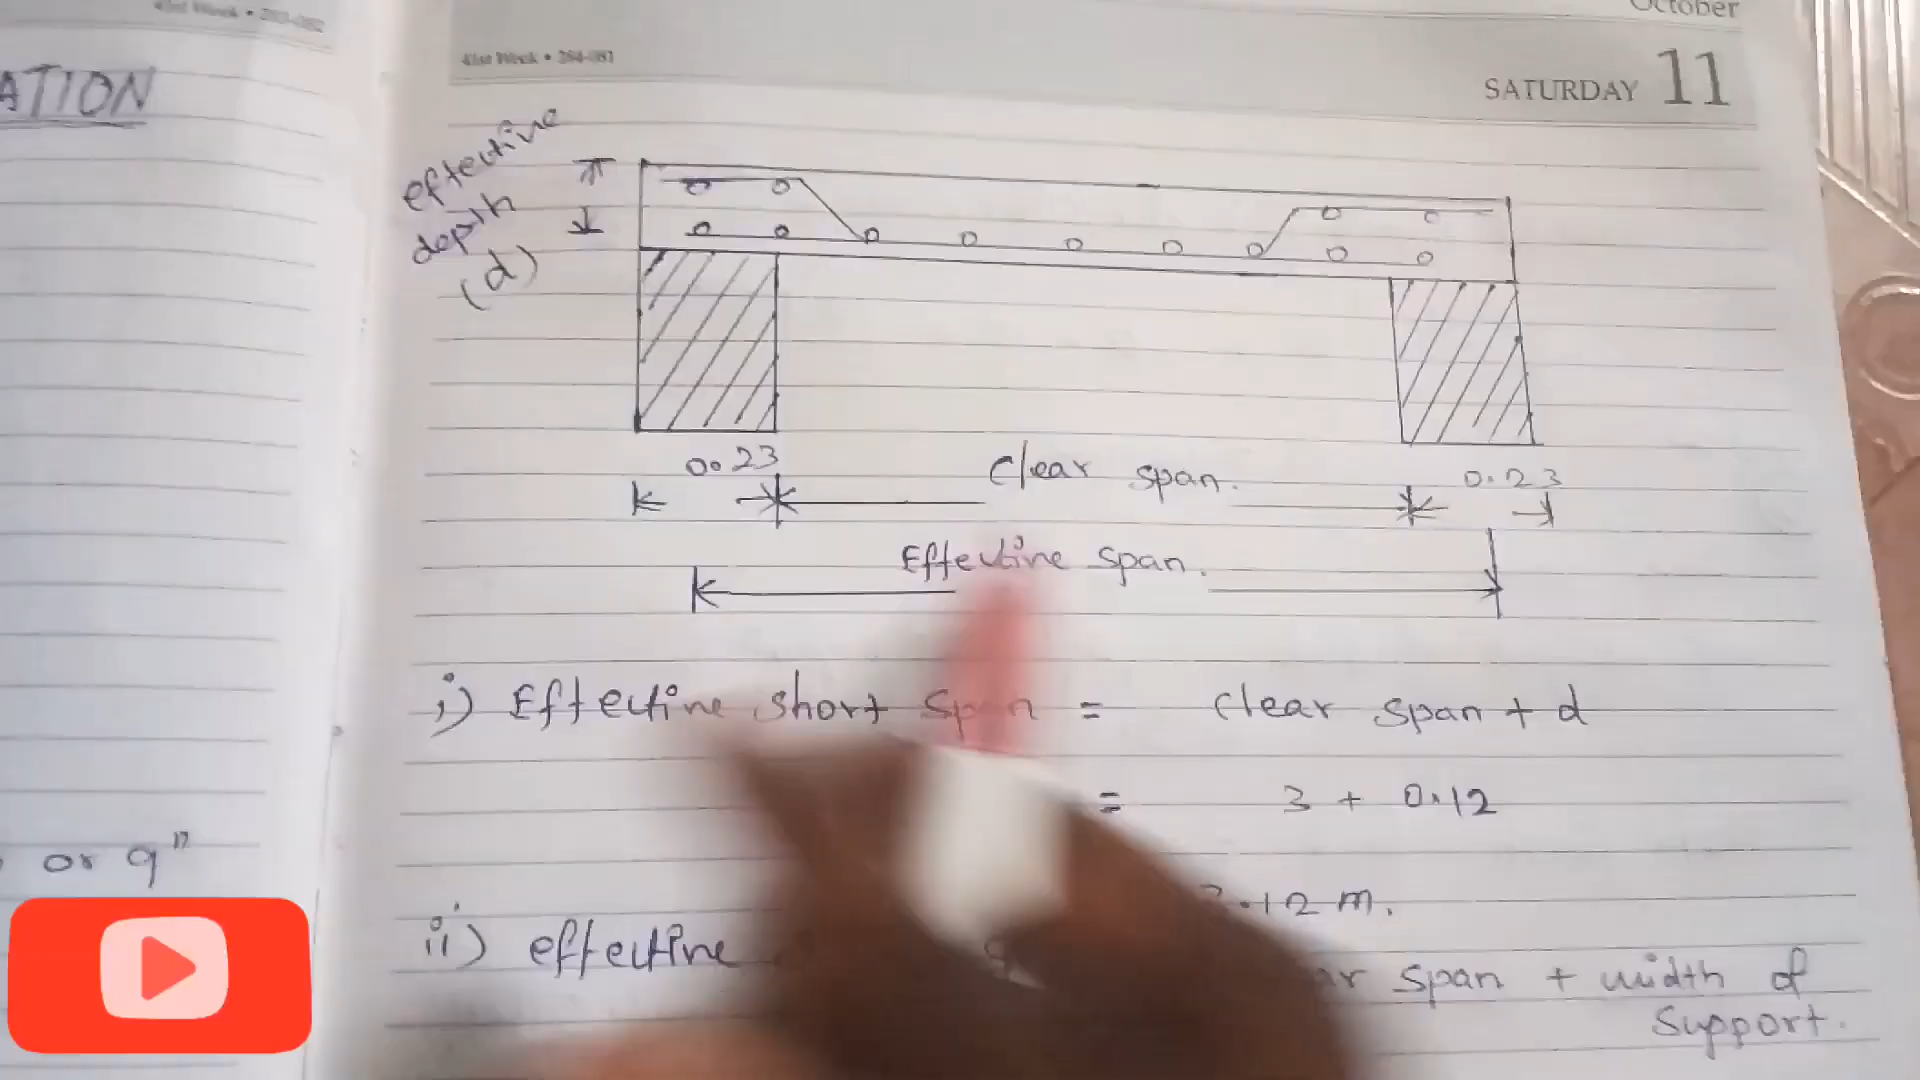 October
41st Week • 284-081
SATURDAY 11
ATION
effective
depth
(d)
0.23
Clear span.
0.23
Effective span.
i) Effective short span = clear span + d
= 3 + 0.12
.12 m.
or 9"
ii) effective
span + width of
support.